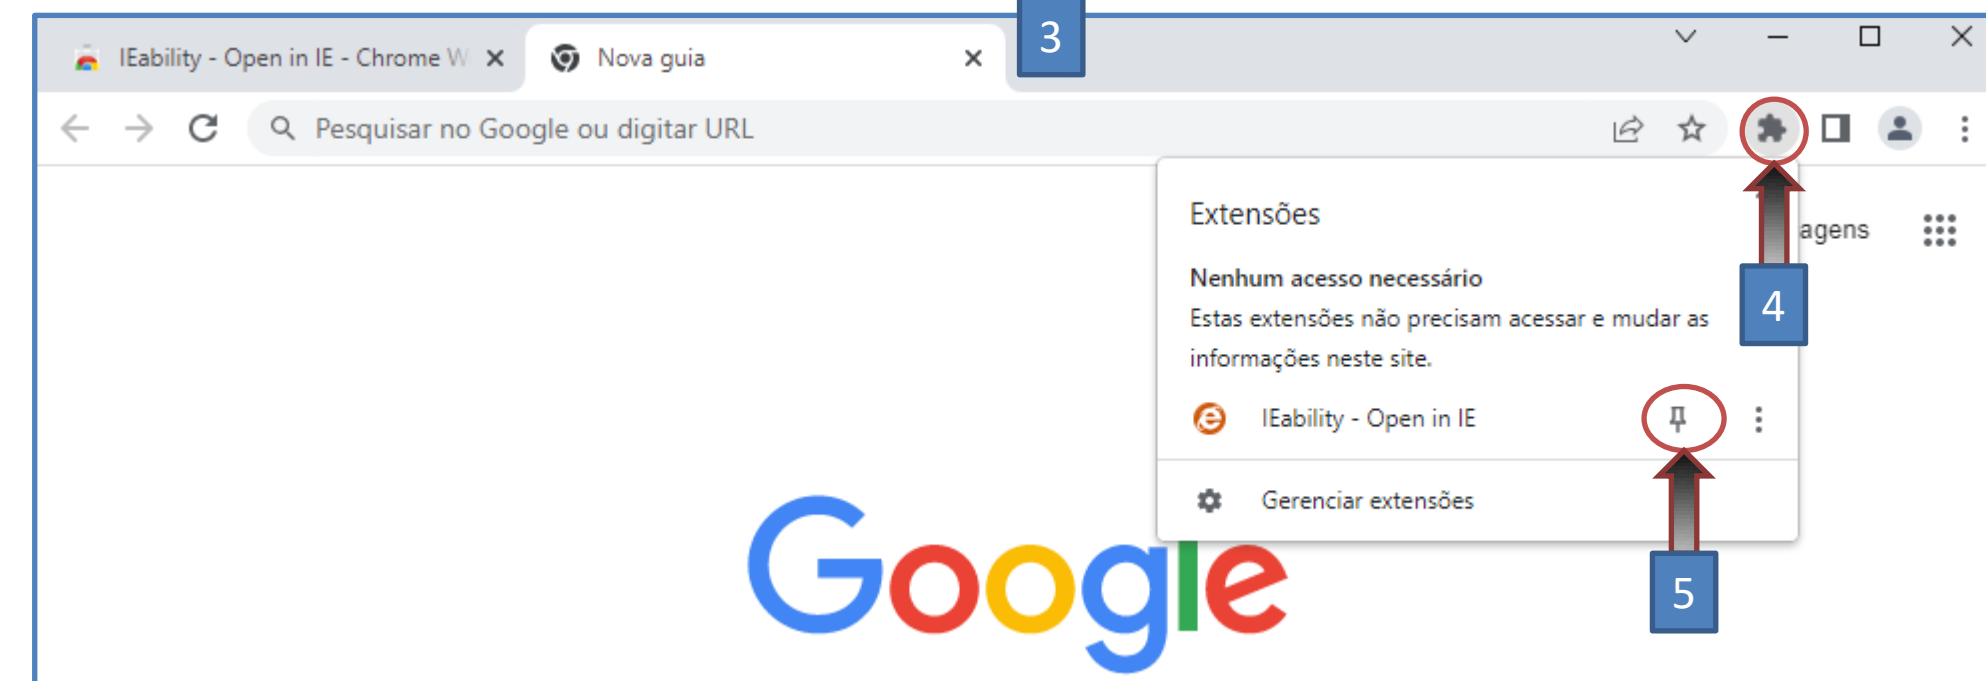 3
IEability - Open in IE - Chrome W
Nova guia
Pesquisar no Google ou digitar URL
Extensões
agens
Nenhum acesso necessário
4
Estas extensões não precisam acessar e mudar as
informações neste site.
IEability - Open in IE
Gerenciar extensões
Google
5